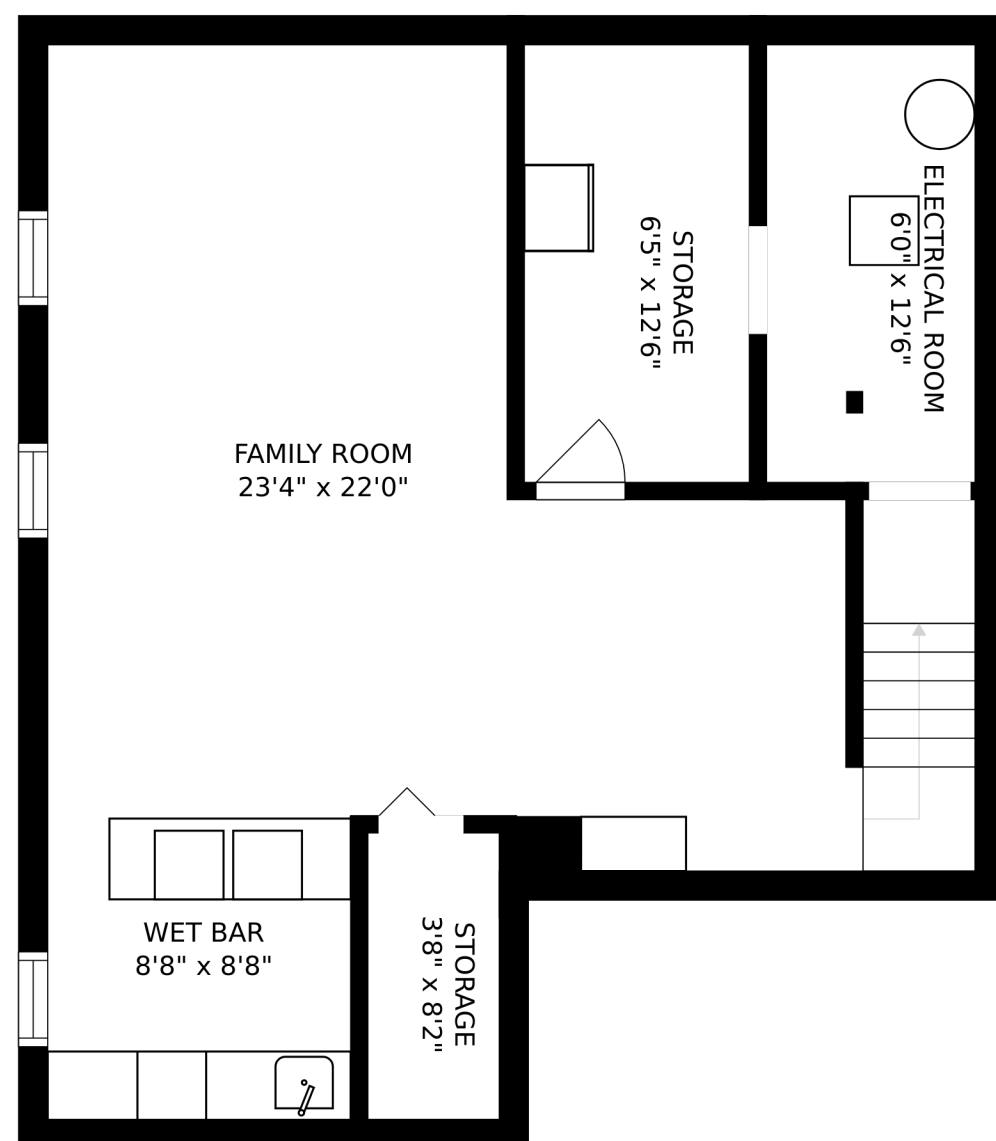 ELECTRICAL ROOM
6'0" x 12'6"
STORAGE
6'5" x 12'6"
FAMILY ROOM
23'4" x 22'0"
WET BAR
8'8" x 8'8"
STORAGE
3'8" x 8'2"